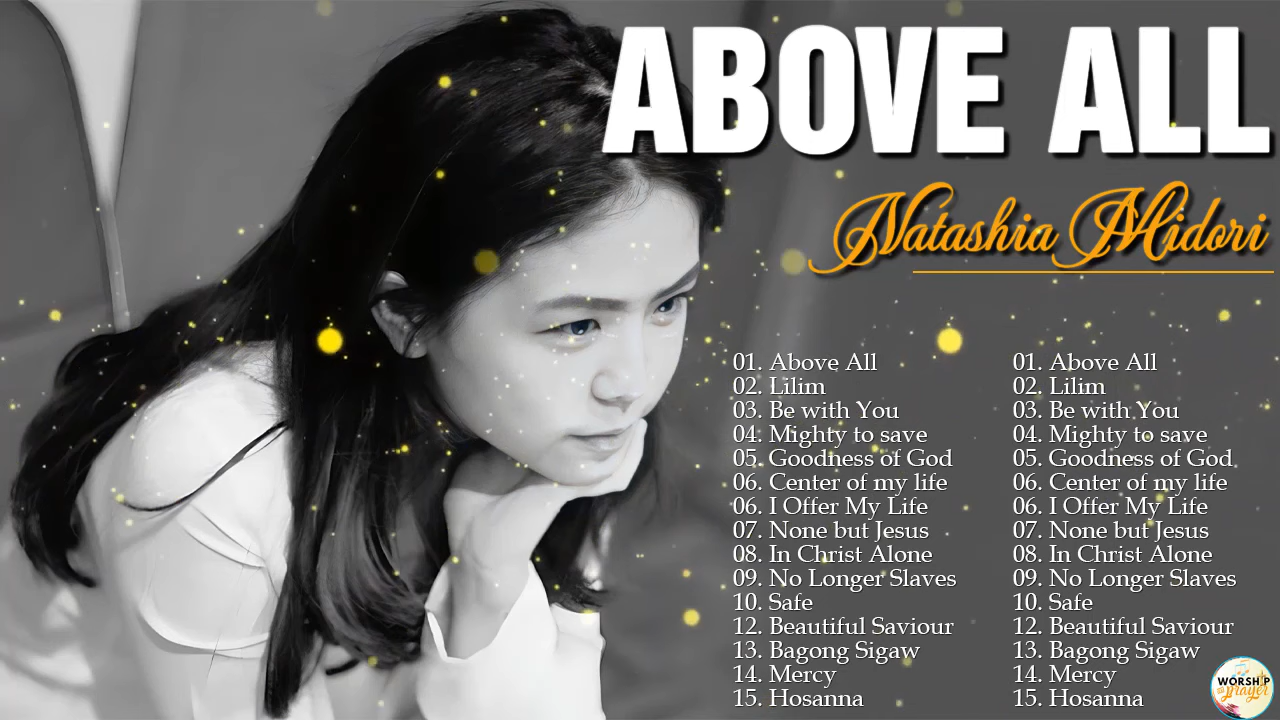 ABOVE ALL
Natashia Midori
01. Above All
02. Lilim
03. Be with You
04. Mighty to save
05. Goodness of God
06. Center of my life
06. I Offer My Life
07. None but Jesus
08. In Christ Alone
09. No Longer Slaves
10. Safe
12. Beautiful Saviour
13. Bagong Sigaw
14. Mercy
15. Hosanna
01. Above All
02. Lilim
03. Be with You
04. Mighty to save
05. Goodness of God
06. Center of my life
06. I Offer My Life
07. None but Jesus
08. In Christ Alone
09. No Longer Slaves
10. Safe
12. Beautiful Saviour
13. Bagong Sigaw
14. Mercy
15. Hosanna
WORSHIP
prayer